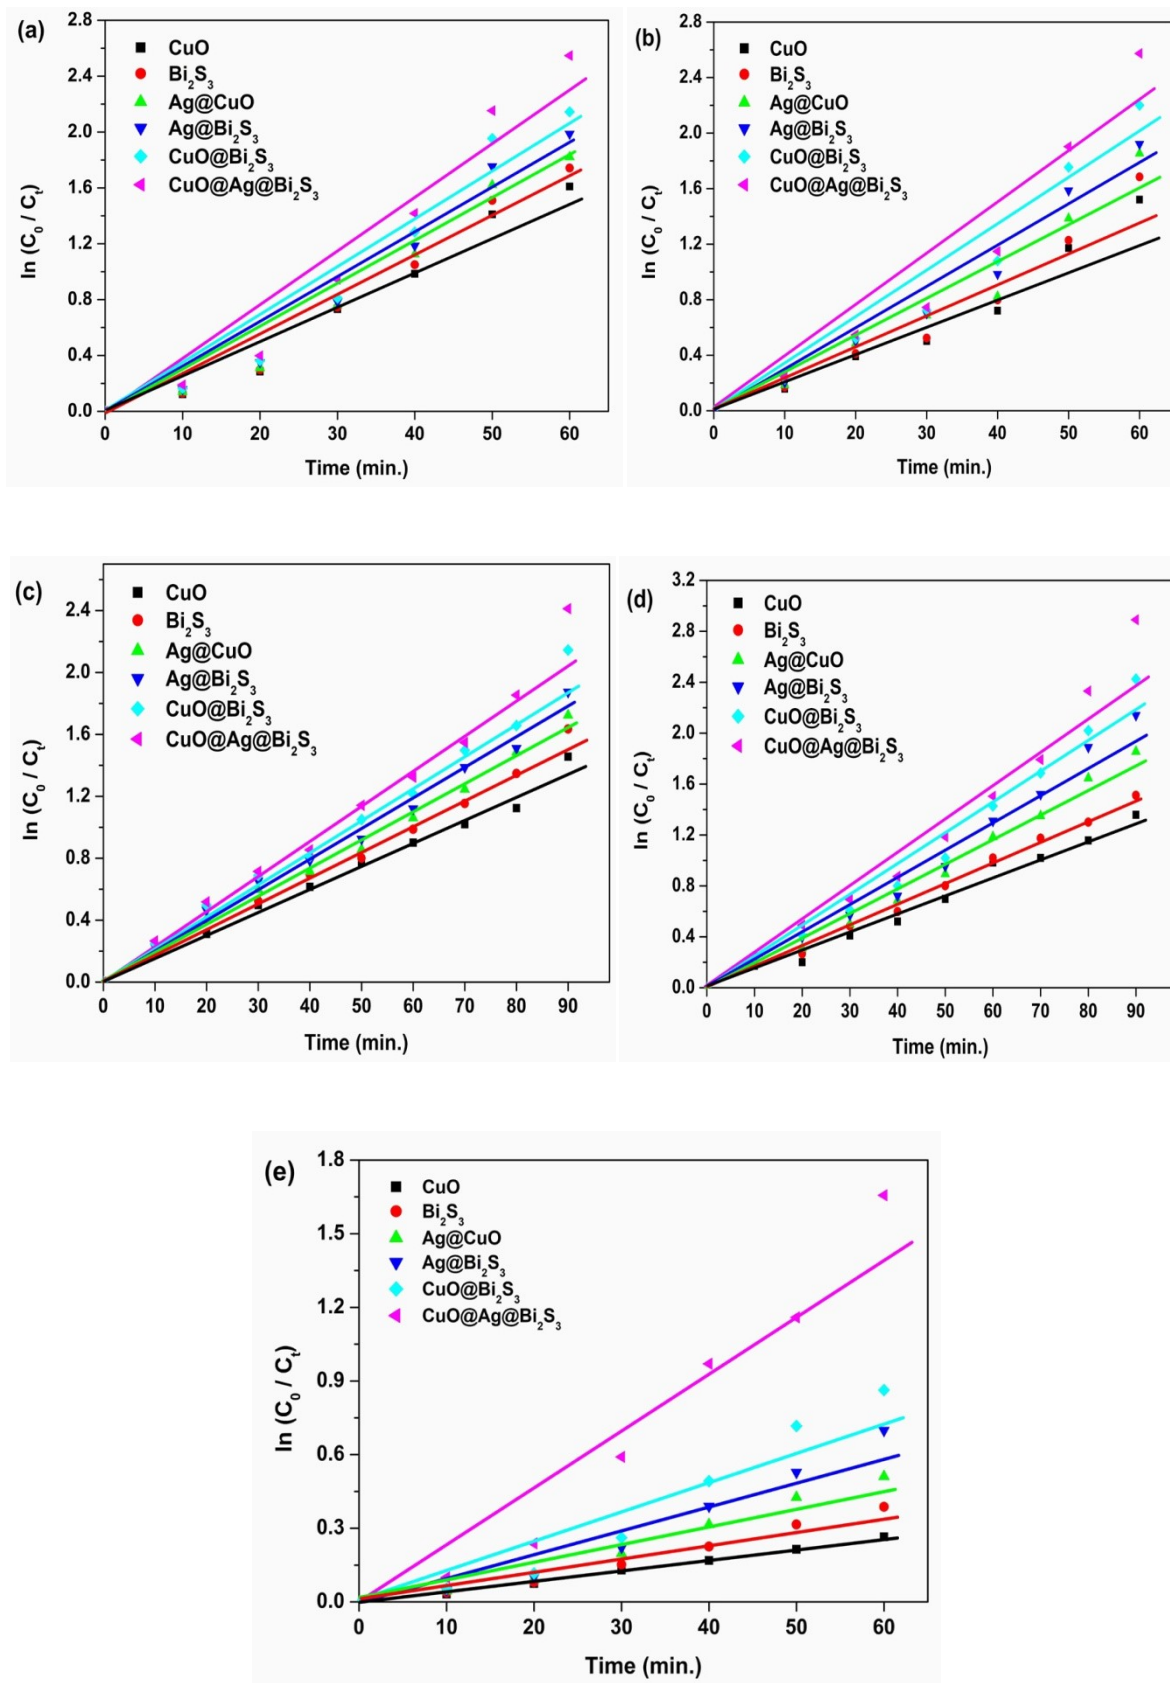 (a)
2.8
2.4
2.0
1.6
1.2
0.8
0.4
0.0
ln (C₀ / Cₜ)
CuO
Bi₂S₃
Ag@CuO
Ag@Bi₂S₃
CuO@Bi₂S₃
CuO@Ag@Bi₂S₃
0 10 20 30 40 50 60
Time (min.)
(b)
2.8
2.4
2.0
1.6
1.2
0.8
0.4
0.0
ln (C₀ / Cₜ)
CuO
Bi₂S₃
Ag@CuO
Ag@Bi₂S₃
CuO@Bi₂S₃
CuO@Ag@Bi₂S₃
0 10 20 30 40 50 60
Time (min.)
(c)
2.4
2.0
1.6
1.2
0.8
0.4
0.0
ln (C₀ / Cₜ)
CuO
Bi₂S₃
Ag@CuO
Ag@Bi₂S₃
CuO@Bi₂S₃
CuO@Ag@Bi₂S₃
0 10 20 30 40 50 60 70 80 90
Time (min.)
(d)
3.2
2.8
2.4
2.0
1.6
1.2
0.8
0.4
0.0
ln (C₀ / Cₜ)
CuO
Bi₂S₃
Ag@CuO
Ag@Bi₂S₃
CuO@Bi₂S₃
CuO@Ag@Bi₂S₃
0 10 20 30 40 50 60 70 80 90
Time (min.)
(e)
1.8
1.5
1.2
0.9
0.6
0.3
0.0
ln (C₀ / Cₜ)
CuO
Bi₂S₃
Ag@CuO
Ag@Bi₂S₃
CuO@Bi₂S₃
CuO@Ag@Bi₂S₃
0 10 20 30 40 50 60
Time (min.)